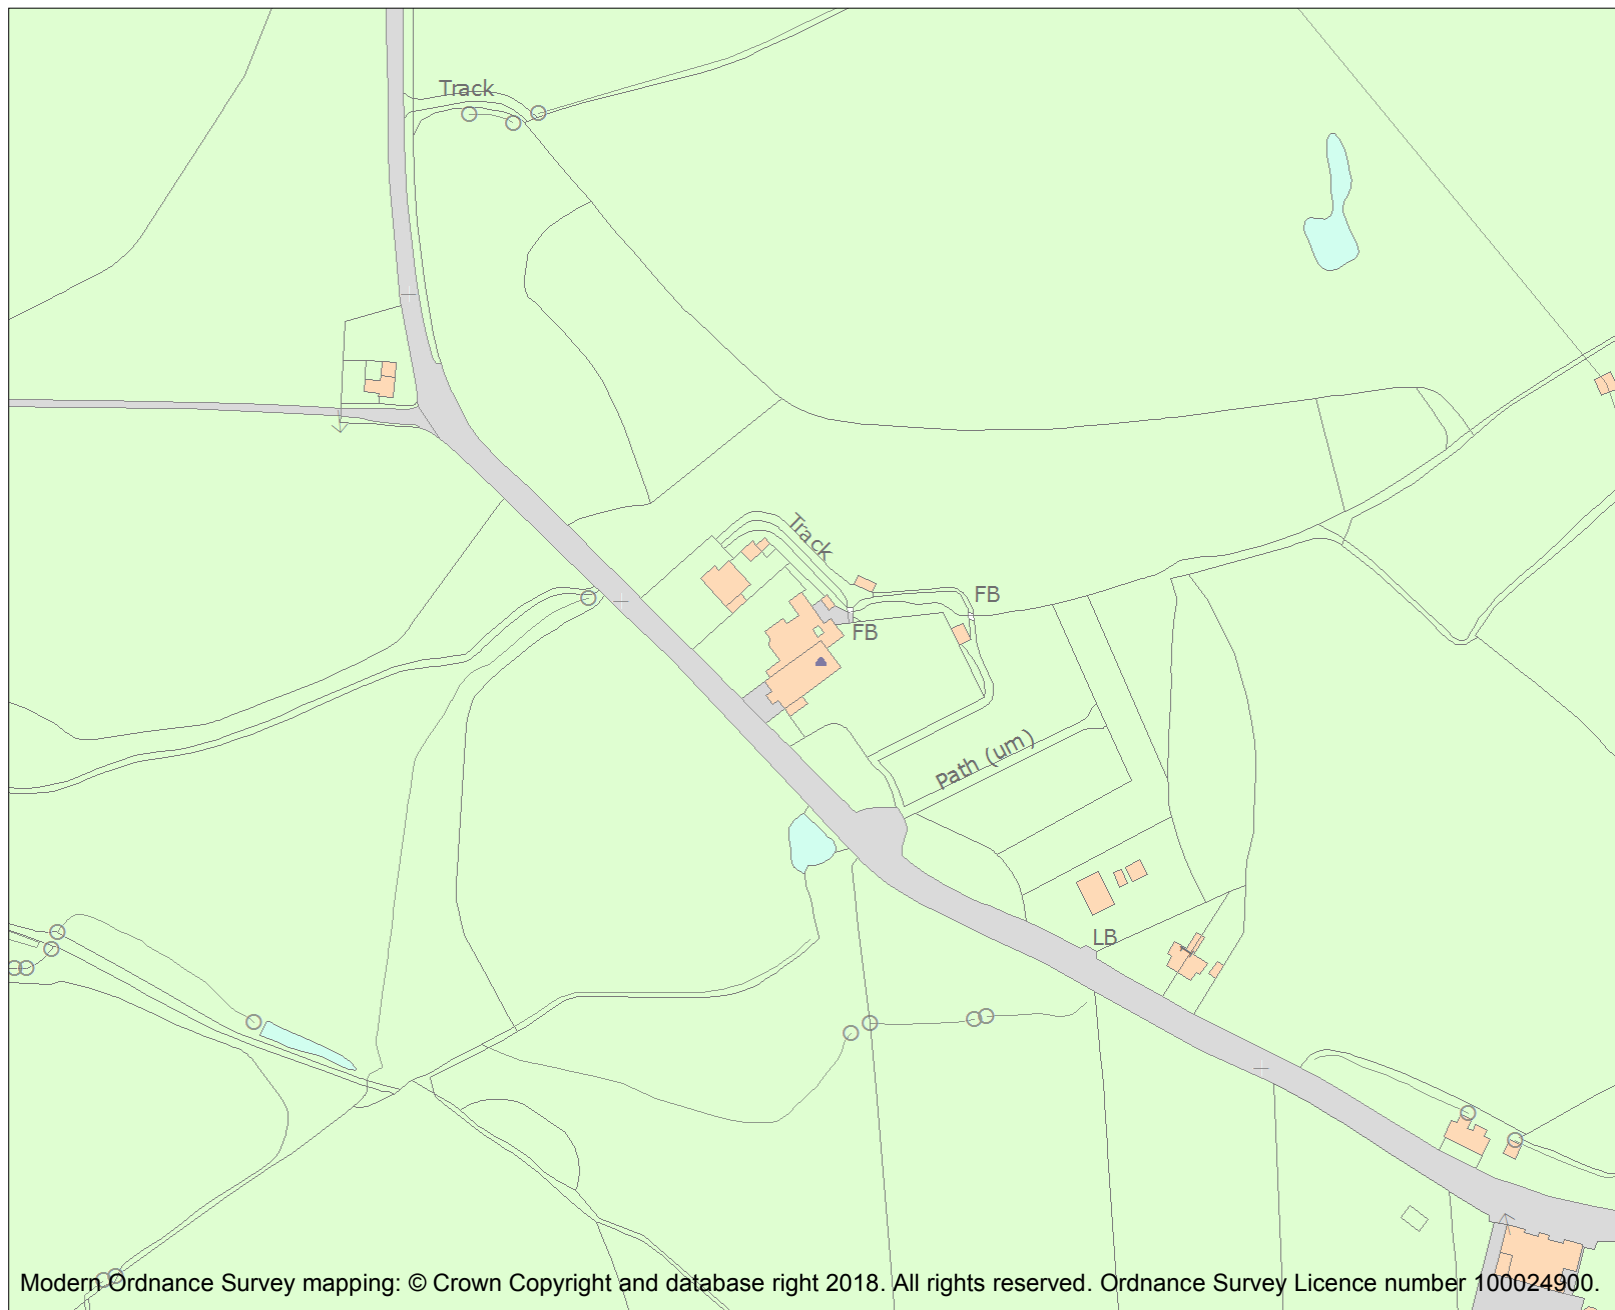 Track
Track
FB
FB
Path (um)
LB
Modern Ordnance Survey mapping: © Crown Copyright and database right 2018. All rights reserved. Ordnance Survey Licence number 100024900.